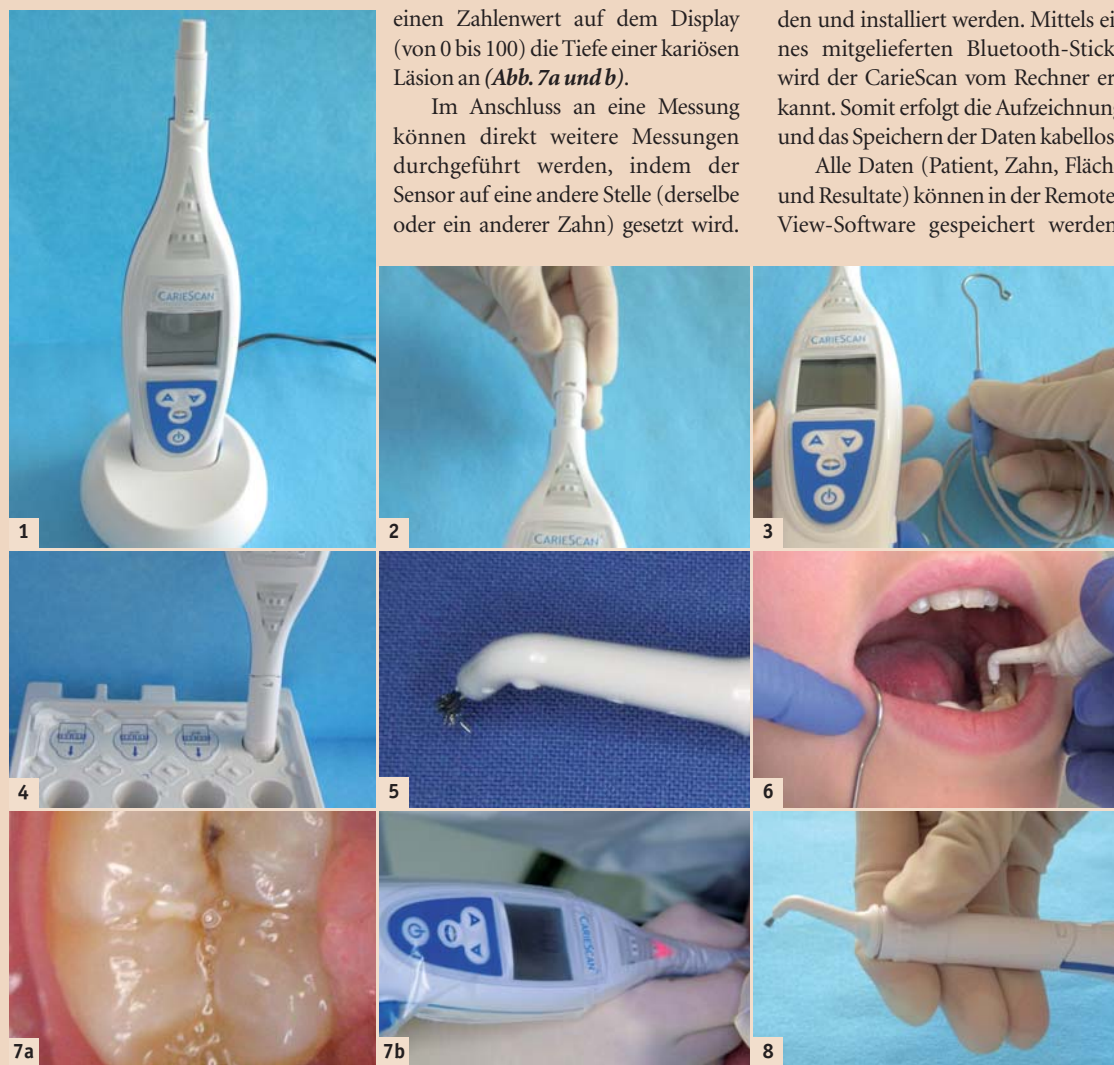 einen Zahlenwert auf dem Display
(von 0 bis 100) die Tiefe einer kariösen
Läsion an (Abb. 7a und b).
Im Anschluss an eine Messung
können direkt weitere Messungen
durchgeführt werden, indem der
Sensor auf eine andere Stelle (derselbe
oder ein anderer Zahn) gesetzt wird.
den und installiert werden. Mittels ei
nes mitgelieferten Bluetooth-Stick
wird der CarieScan vom Rechner er
kannt. Somit erfolgt die Aufzeichnung
und das Speichern der Daten kabellos
Alle Daten (Patient, Zahn, Fläch
und Resultate) können in der Remote
View-Software gespeichert werden
CARIESCAN
1
CARIESCAN
2
CARIESCAN
3
4
5
6
7a
CARIESCAN
7b
8